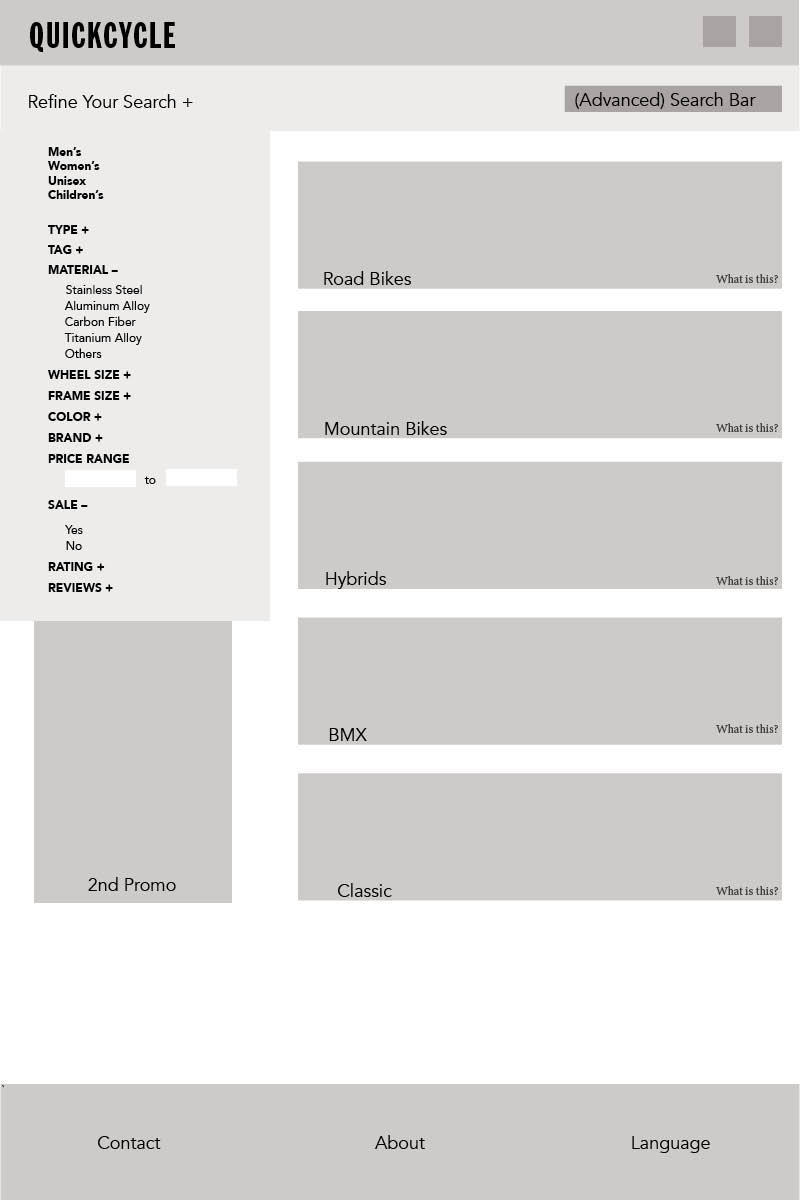 QUICKCYCLE
Refine Your Search +
(Advanced) Search Bar
Men's
Women's
Unisex
Children's
TYPE +
TAG +
MATERIAL –
Stainless Steel
Aluminum Alloy
Carbon Fiber
Titanium Alloy
Others
WHEEL SIZE +
FRAME SIZE +
COLOR +
BRAND +
PRICE RANGE
to
SALE –
Yes
No
RATING +
REVIEWS +
2nd Promo
Road Bikes
What is this?
Mountain Bikes
What is this?
Hybrids
What is this?
BMX
What is this?
Classic
What is this?
Contact
About
Language